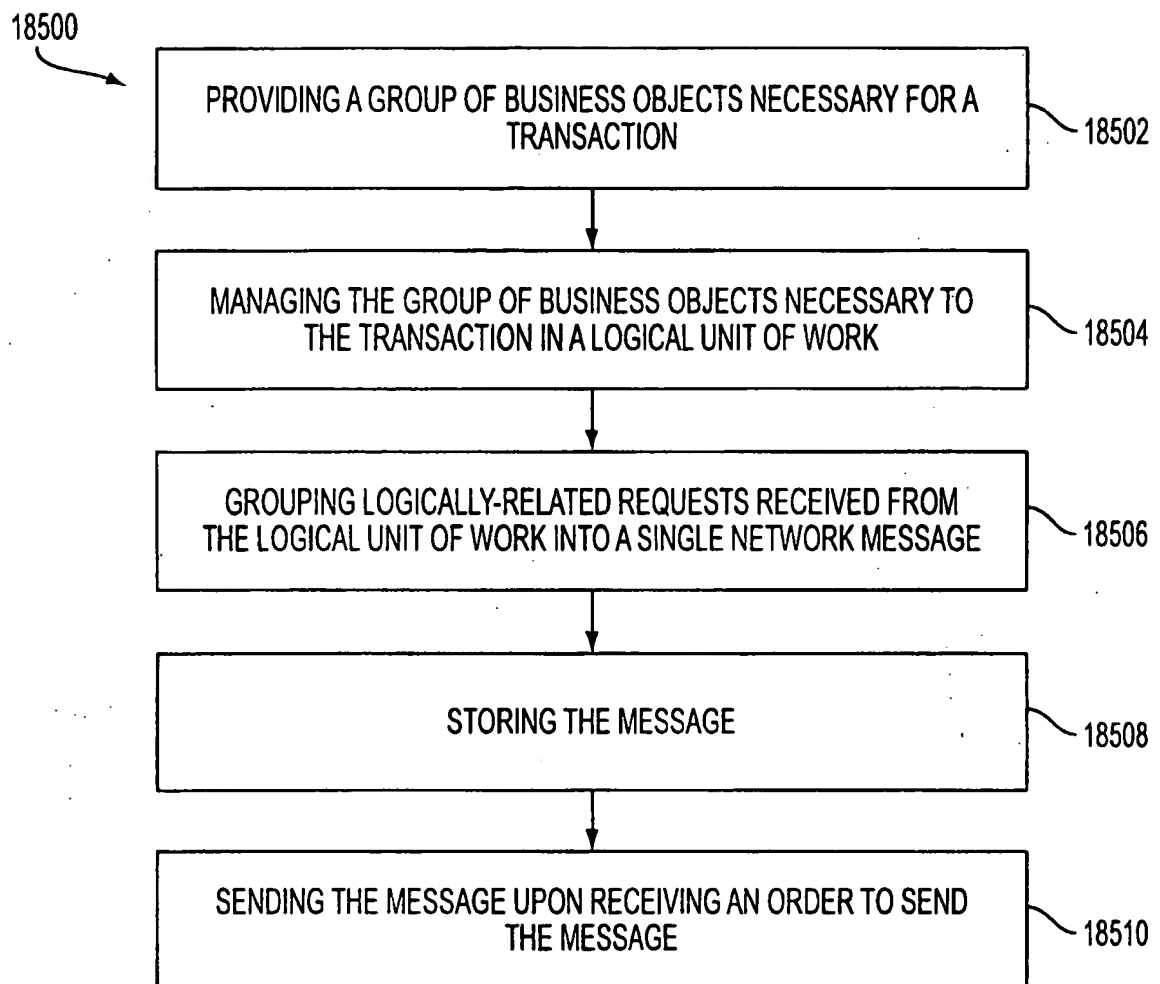 18500
PROVIDING A GROUP OF BUSINESS OBJECTS NECESSARY FOR A
TRANSACTION
18502
MANAGING THE GROUP OF BUSINESS OBJECTS NECESSARY TO
THE TRANSACTION IN A LOGICAL UNIT OF WORK
18504
GROUPING LOGICALLY-RELATED REQUESTS RECEIVED FROM
THE LOGICAL UNIT OF WORK INTO A SINGLE NETWORK MESSAGE
18506
STORING THE MESSAGE
18508
SENDING THE MESSAGE UPON RECEIVING AN ORDER TO SEND
THE MESSAGE
18510